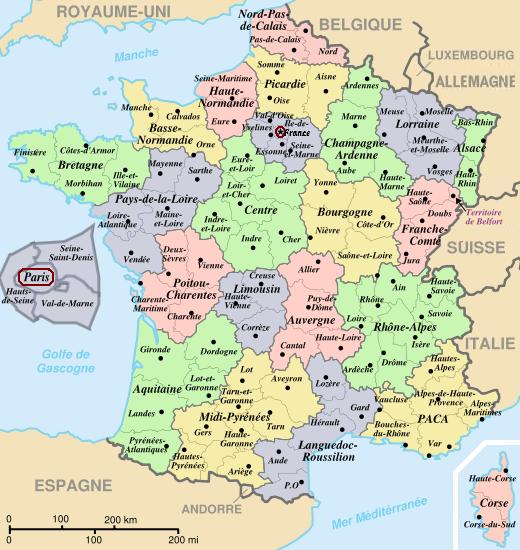 ROYAUME-UNI
Nord-Pas-
de-Calais
BELGIQUE
Pas-de-Calais
Nord
Manche
LUXEMBOURG
ALLEMAGNE
Somme
Picardie
Aisne
Oise
Ardennes
Seine-Maritime
Haute-
Normandie
Eure
Manche
Calvados
Basse-
Normandie
Orne
Val-d'Oise
Ile-de-
France
Yvelines
Essonne
Seine-
et-Marne
Marne
Champagne-
Ardenne
Aube
Haute-
Marne
Meuse
Moselle
Lorraine
Meurthe-
et-Moselle
Vosges
Bas-Rhin
Alsace
Haut-
Rhin
Finistère
Côtes-d'Armor
Bretagne
Ille-et-
Vilaine
Morbihan
Mayenne
Sarthe
Pays-de-la-Loire
Loire-
Atlantique
Maine-
et-Loire
Vendée
Eure-
et-Loir
Loir-
et-Cher
Loiret
Centre
Indre-
et-Loire
Indre
Cher
Yonne
Bourgogne
Côte-d'Or
Nièvre
Saône-et-Loire
Haute-
Saône
Doubs
Franche-
Comté
Jura
Territoire
de Belfort
SUISSE
Seine-
Saint-Denis
Paris
Hauts-
de-Seine
Val-de-Marne
Deux-
Sèvres
Vienne
Poitou-
Charentes
Charente-
Maritime
Charente
Creuse
Limousin
Haute-
Vienne
Corrèze
Allier
Puy-de-
Dôme
Auvergne
Cantal
Haute-Loire
Ain
Rhône
Haute-
Savoie
Loire
Rhône-Alpes
Savoie
Isère
Ardèche
Drôme
ITALIE
Golfe de
Gascogne
Gironde
Dordogne
Aquitaine
Lot-et-
Garonne
Landes
Pyrénées-
Atlantiques
Lot
Aveyron
Tarn-et-
Garonne
Midi-Pyrénées
Gers
Tarn
Haute-
Garonne
Hautes-
Pyrénées
Ariège
Lozère
Gard
Hérault
Languedoc-
Roussilion
Aude
P.O
Hautes-
Alpes
Alpes-de-Haute-
Provence
Alpes-
Maritimes
Vaucluse
PACA
Bouches-
du-Rhône
Var
ESPAGNE
ANDORRE
Mer Méditerranée
Haute-Corse
Corse
Corse-du-Sud
0 100 200 km
0 100 200 mi